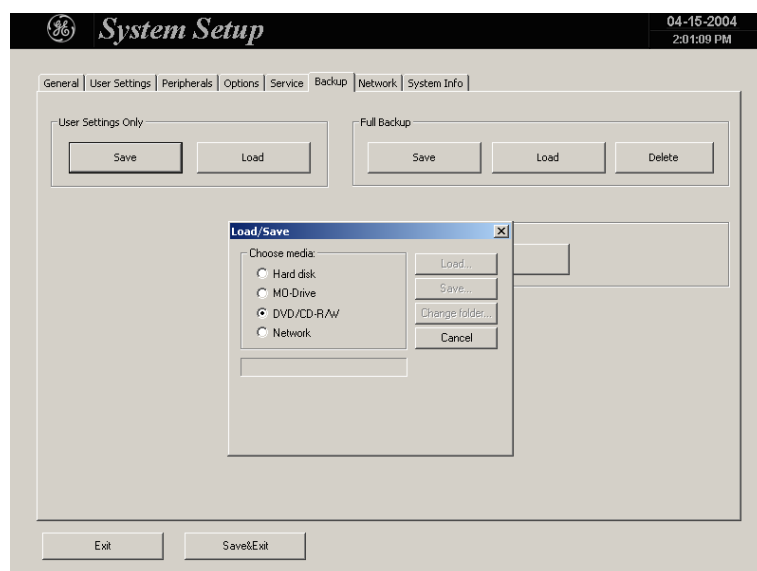 GE System Setup
04-15-2004
2:01:09 PM
General User Settings Peripherals Options Service Backup Network System Info
User Settings Only
Save Load
Full Backup
Save Load Delete
Load/Save
Choose media:
Hard disk
MO-Drive
DVD/CD-R/W
Network
Load...
Save...
Change folder...
Cancel
Exit Save&Exit